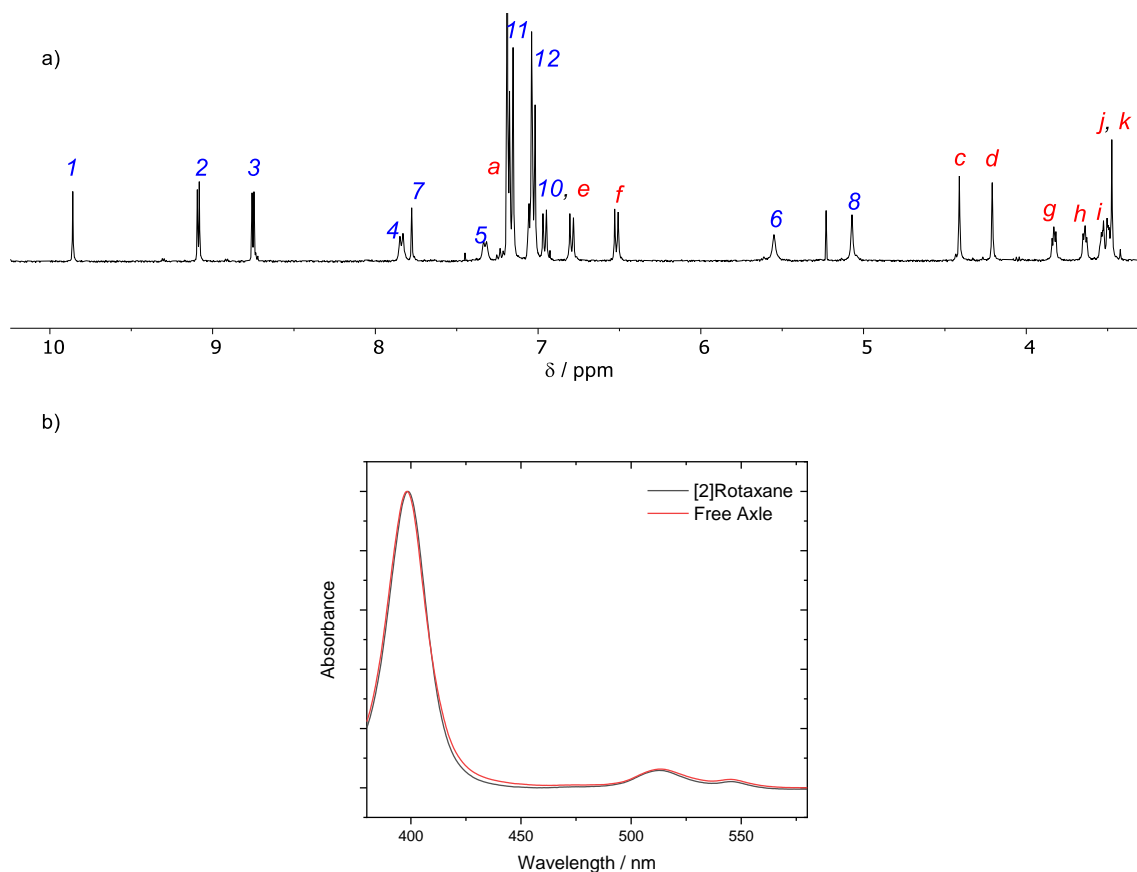 a)
11
12
j, k
1
2
3
a
7
10, e
f
c
d
4
5
6
8
g
h
i
10
9
8
7
6
5
4
δ / ppm
b)
[2]Rotaxane
Free Axle
Absorbance
400
450
500
550
Wavelength / nm